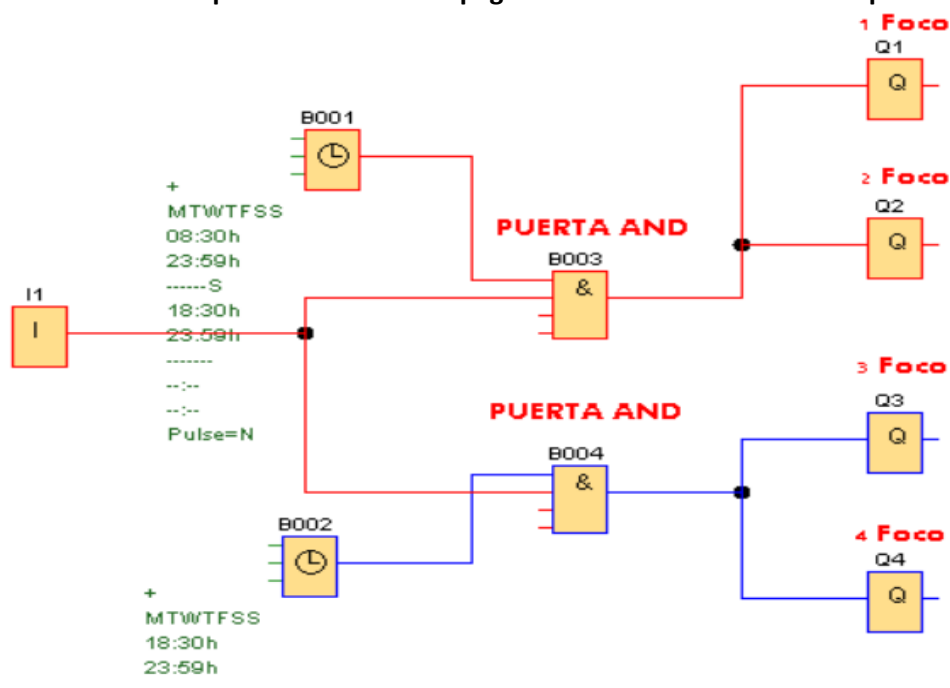 1 Foco
Q1
Q
B001
2 Foco
Q2
Q
+
MTWTFSS
08:30h
23:59h
------S
18:30h
23:59h
-------
--:--
--:--
Pulse=N
PUERTA AND
B003
&
I1
I
3 Foco
Q3
Q
PUERTA AND
B004
&
B002
4 Foco
Q4
Q
+
MTWTFSS
18:30h
23:59h